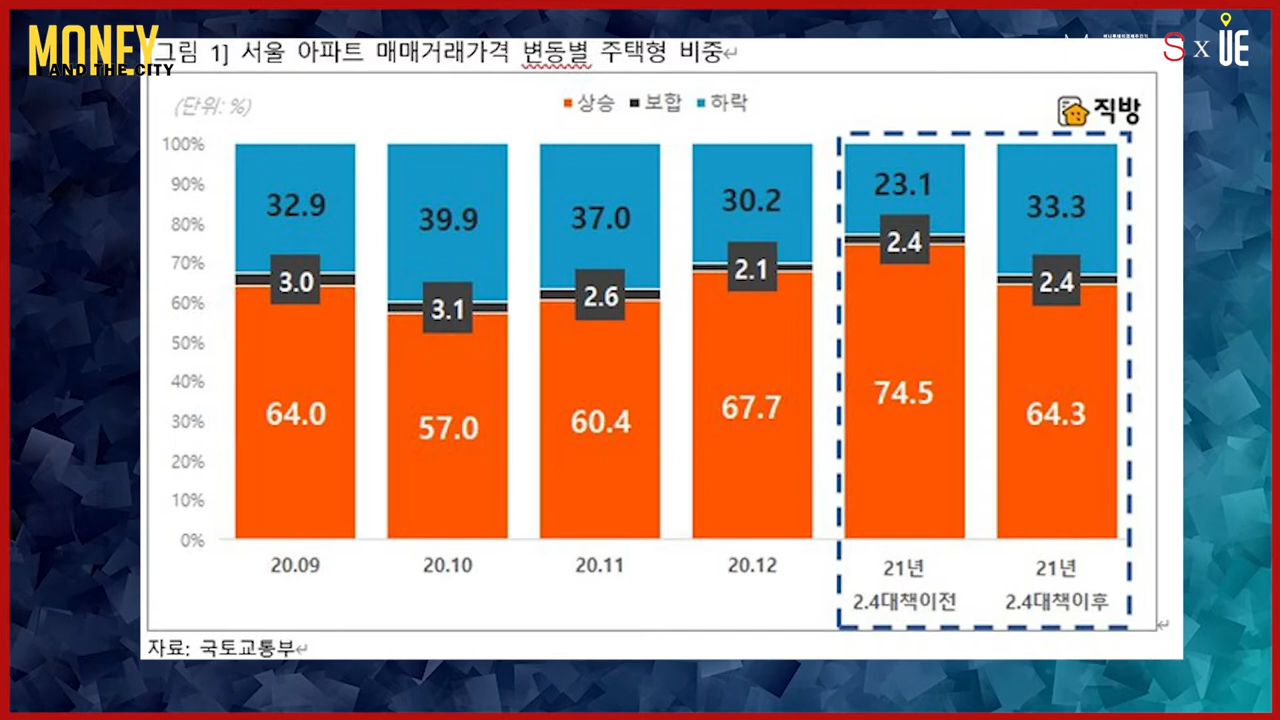 MONEY
AND THE CITY
S x UE
그림 1] 서울 아파트 매매거래가격 변동별 주택형 비중
(단위: %)
상승 보합 하락
직방
100%
90%
80%
70%
60%
50%
40%
30%
20%
10%
0%
32.9 39.9 37.0 30.2 23.1 33.3
3.0 3.1 2.6 2.1 2.4 2.4
64.0 57.0 60.4 67.7 74.5 64.3
20.09 20.10 20.11 20.12 21년 21년
2.4대책이전 2.4대책이후
자료: 국토교통부